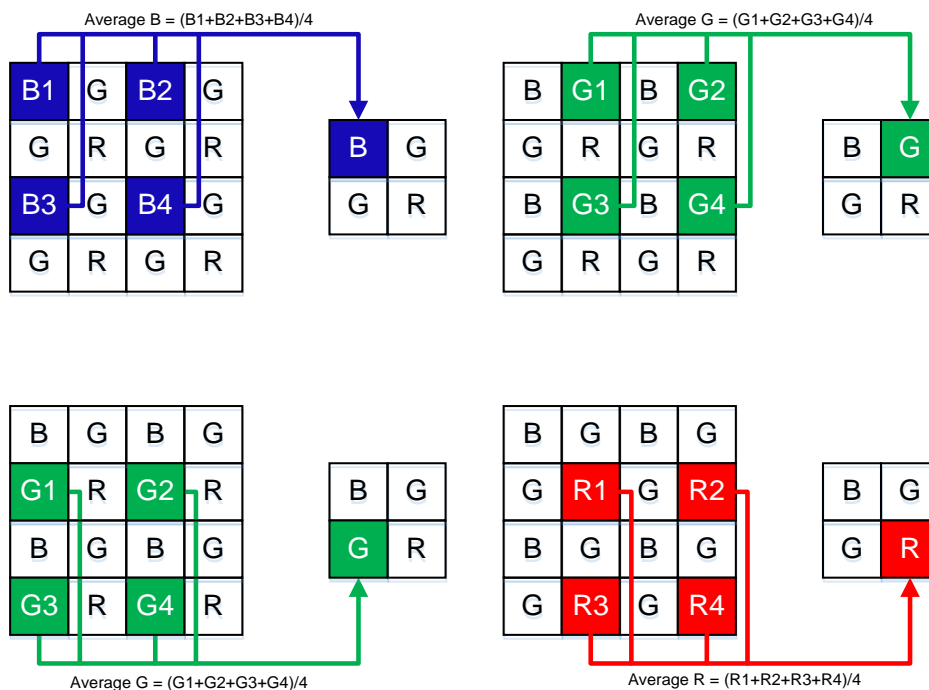 Average B = (B1+B2+B3+B4)/4
B1 G B2 G
G R G R
B3 G B4 G
G R G R
B G
G R
Average G = (G1+G2+G3+G4)/4
B G1 B G2
G R G R
B G3 B G4
G R G R
B G
G R
B G B G
G1 R G2 R
B G B G
G3 R G4 R
B G
G R
Average G = (G1+G2+G3+G4)/4
B G B G
G R1 G R2
B G B G
G R3 G R4
B G
G R
Average R = (R1+R2+R3+R4)/4